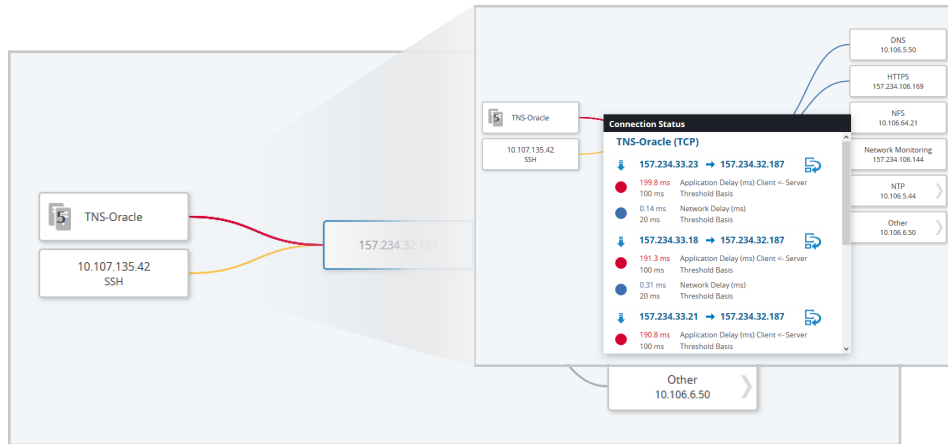 5
TNS-Oracle
10.107.135.42
SSH
157.234.32.187
5
TNS-Oracle
10.107.135.42
SSH
Connection Status
TNS-Oracle (TCP)
157.234.33.23 → 157.234.32.187
199.8 ms Application Delay (ms) Client <- Server
100 ms Threshold Basis
0.14 ms Network Delay (ms)
20 ms Threshold Basis
157.234.33.18 → 157.234.32.187
191.3 ms Application Delay (ms) Client <- Server
100 ms Threshold Basis
0.31 ms Network Delay (ms)
20 ms Threshold Basis
157.234.33.21 → 157.234.32.187
190.8 ms Application Delay (ms) Client <- Server
100 ms Threshold Basis
DNS
10.106.5.50
HTTPS
157.234.106.169
NFS
10.106.64.21
Network Monitoring
157.234.106.144
NTP
10.106.5.44
Other
10.106.6.50
Other
10.106.6.50